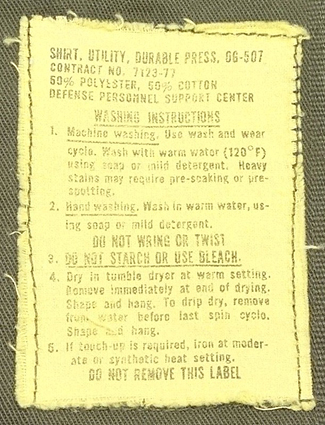 SHIRT, UTILITY, DURABLE PRESS, OG-507
CONTRACT NO. 7123-77
50% POLYESTER, 50% COTTON
DEFENSE PERSONNEL SUPPORT CENTER
WASHING INSTRUCTIONS
1. Machine washing. Use wash and wear
cycle. Wash with warm water (120°F)
using soap or mild detergent. Heavy
stains may require pre-soaking or pre-
spotting.
2. Hand washing. Wash in warm water, us-
ing soap or mild detergent.
DO NOT WRING OR TWIST
3. DO NOT STARCH OR USE BLEACH.
4. Dry in tumble dryer at warm setting.
Remove immediately at end of drying.
Shape and hang. To drip dry, remove
from water before last spin cycle.
Shape and hang.
5. If touch-up is required, iron at moder-
ate or synthetic heat setting.
DO NOT REMOVE THIS LABEL